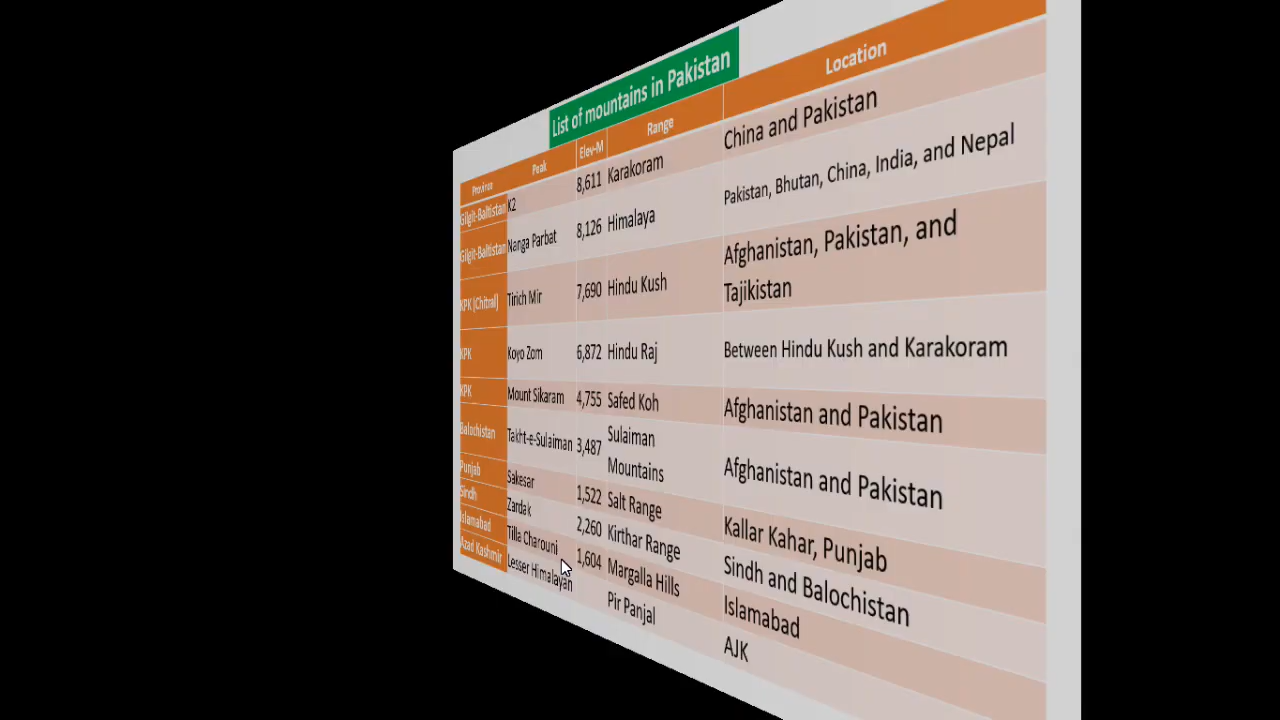 List of mountains in Pakistan
Province Peak Elev-M Range Location
Gilgit-Baltistan K2 8,611 Karakoram China and Pakistan
Gilgit-Baltistan Nanga Parbat 8,126 Himalaya Pakistan, Bhutan, China, India, and Nepal
KPK (Chitral) Tirich Mir 7,690 Hindu Kush Afghanistan, Pakistan, and
Tajikistan
KPK Koyo Zom 6,872 Hindu Raj Between Hindu Kush and Karakoram
KPK Mount Sikaram 4,755 Safed Koh Afghanistan and Pakistan
Balochistan Takht-e-Sulaiman 3,487 Sulaiman
Mountains Afghanistan and Pakistan
Punjab Sakesar 1,522 Salt Range Kallar Kahar, Punjab
Sindh Zardak 2,260 Kirthar Range Sindh and Balochistan
Islamabad Tilla Charouni 1,604 Margalla Hills Islamabad
Azad Kashmir Lesser Himalayan Pir Panjal AJK